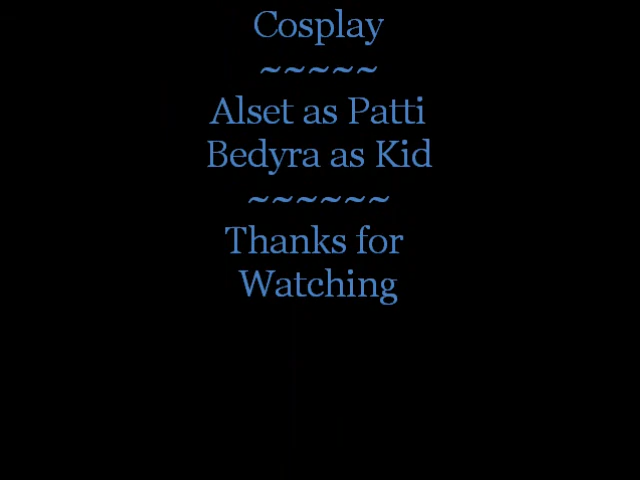 Cosplay
~~~~~
Alset as Patti
Bedyra as Kid
~~~~~~
Thanks for
Watching